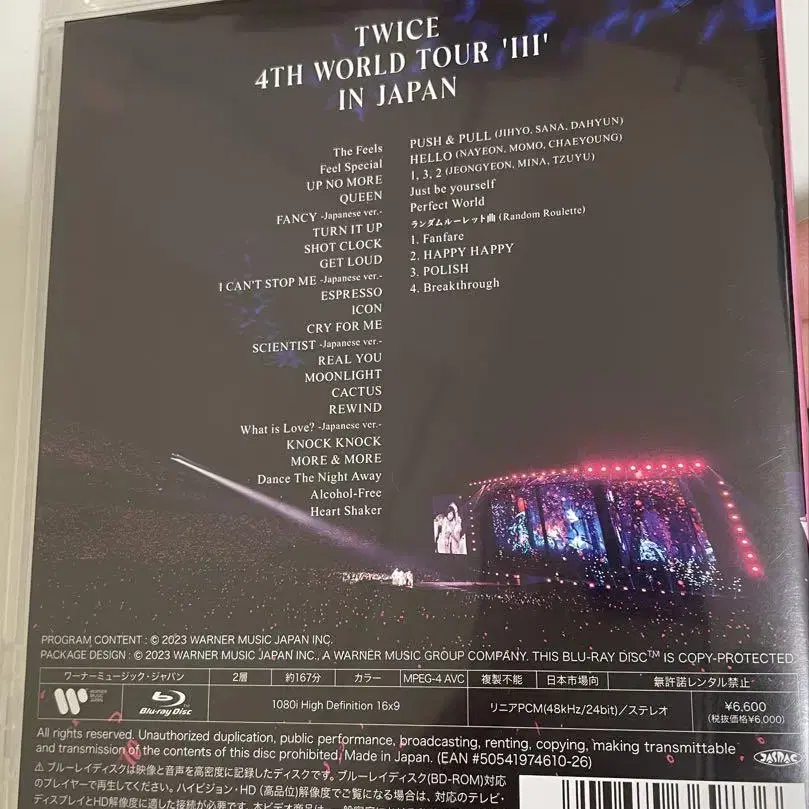 TWICE
4TH WORLD TOUR 'III'
IN JAPAN
The Feels
Feel Special
UP NO MORE
QUEEN
FANCY -Japanese ver.-
TURN IT UP
SHOT CLOCK
GET LOUD
I CAN'T STOP ME -Japanese ver.-
ESPRESSO
ICON
CRY FOR ME
SCIENTIST -Japanese ver.-
REAL YOU
MOONLIGHT
CACTUS
REWIND
What is Love? -Japanese ver.-
KNOCK KNOCK
MORE & MORE
Dance The Night Away
Alcohol-Free
Heart Shaker
PUSH & PULL (JIHYO, SANA, DAHYUN)
HELLO (NAYEON, MOMO, CHAEYOUNG)
1, 3, 2 (JEONGYEON, MINA, TZUYU)
Just be yourself
Perfect World
ランダムルーレット曲 (Random Roulette)
1. Fanfare
2. HAPPY HAPPY
3. POLISH
4. Breakthrough
PROGRAM CONTENT : © 2023 WARNER MUSIC JAPAN INC.
PACKAGE DESIGN : © 2023 WARNER MUSIC JAPAN INC., A WARNER MUSIC GROUP COMPANY. THIS BLU-RAY DISC™ IS COPY-PROTECTED.
ワーナーミュージック・ジャパン 2層 約167分 カラー MPEG-4 AVC 複製不能 日本市場向 無許諾レンタル禁止
WARNER MUSIC JAPAN Blu-ray Disc 1080i High Definition 16x9 リニアPCM(48kHz/24bit)／ステレオ ¥6,600
(税抜価格¥6,000)
All rights reserved. Unauthorized duplication, public performance, broadcasting, renting, copying, making transmittable
and transmission of the contents of this disc prohibited. Made in Japan. (EAN #50541974610-26) JASRAC
⚠ ブルーレイディスクは映像と音声を高密度に記録したディスクです。ブルーレイディスク(BD-ROM)対応
のプレイヤーで再生してください。ハイビジョン・HD (高品位)解像度でご覧になる場合は、対応のテレビ・
ディスプレイとHD解像度に適した接続が必要です。